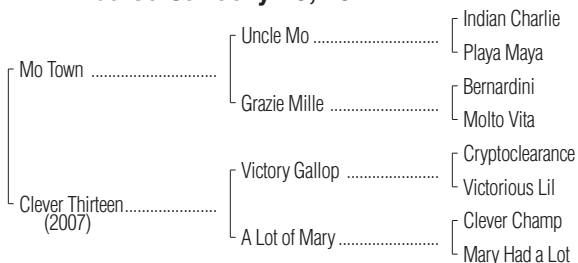 Indian Charlie
Uncle Mo
Playa Maya
Mo Town
Bernardini
Grazie Mille
Molto Vita
Cryptoclearance
Victory Gallop
Victorious Lil
Clever Thirteen
(2007)
Clever Champ
A Lot of Mary
Mary Had a Lot